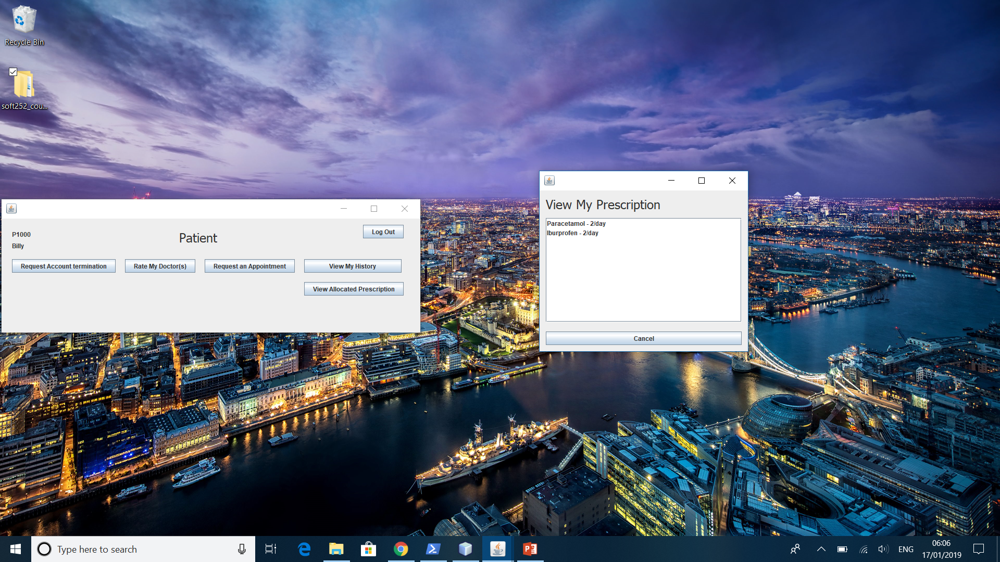 Recycle Bin
soft252_cou...
P1000
Billy
Patient
Log Out
Request Account termination
Rate My Doctor(s)
Request an Appointment
View My History
View Allocated Prescription
View My Prescription
Paracetamol - 2/day
Iburprofen - 2/day
Cancel
Type here to search
ENG
06:06
17/01/2019